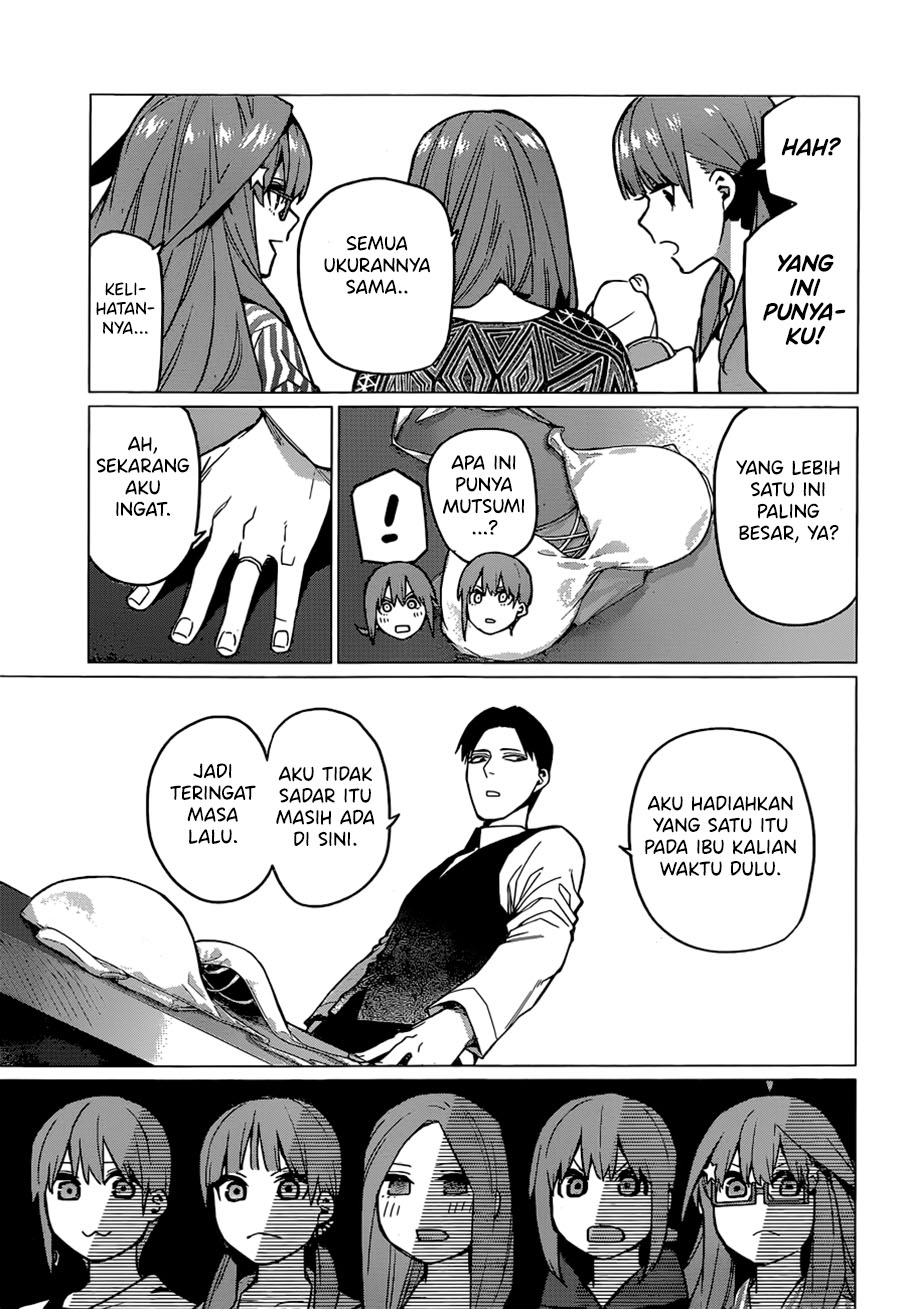 HAH?
YANG
INI
PUNYA-
KU!
SEMUA
UKURANNYA
SAMA..
KELI-
HATAN-
NYA...
YANG LEBIH
SATU INI
PALING
BESAR, YA?
APA INI
PUNYA
MUTSUMI
...?
!
AH,
SEKARANG
AKU
INGAT.
AKU HADIAHKAN
YANG SATU ITU
PADA IBU KALIAN
WAKTU DULU.
AKU TIDAK
SADAR ITU
MASIH ADA
DI SINI.
JADI
TERINGAT
MASA
LALU.